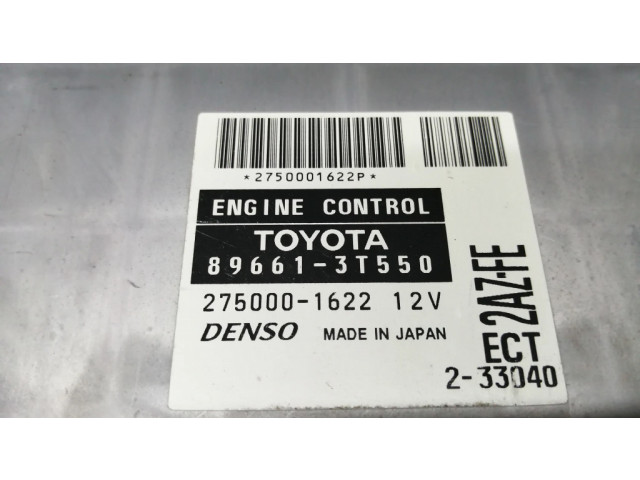 *2750001622P*
ENGINE CONTROL
TOYOTA
89661-3T550
275000-1622 12V
DENSO MADE IN JAPAN
2AZ-FE
ECT
2-33040